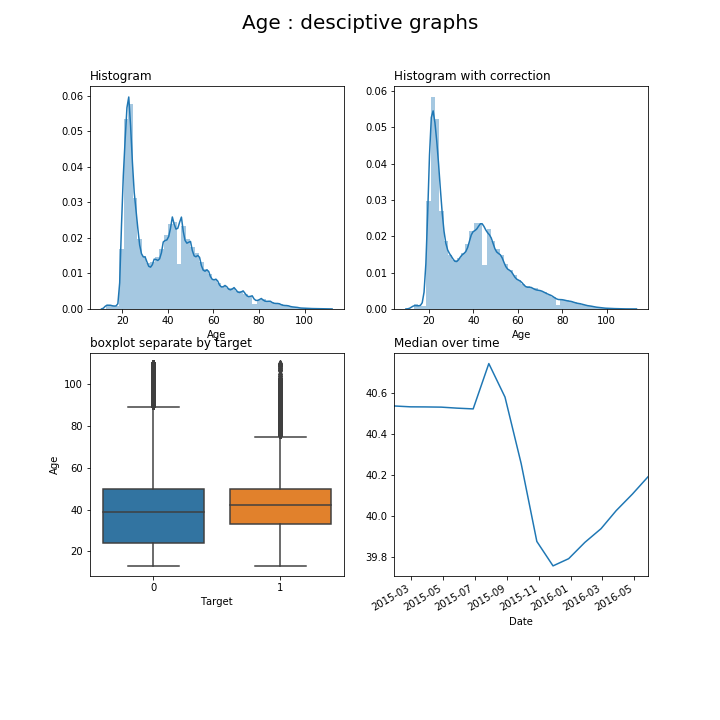 Age : desciptive graphs
Histogram
0.06
0.05
0.04
0.03
0.02
0.01
0.00
20 40 60 80 100
Age
Histogram with correction
0.06
0.05
0.04
0.03
0.02
0.01
0.00
20 40 60 80 100
Age
boxplot separate by target
Age
100
80
60
40
20
0 1
Target
Median over time
40.6
40.4
40.2
40.0
39.8
2015-03 2015-05 2015-07 2015-09 2015-11 2016-01 2016-03 2016-05
Date